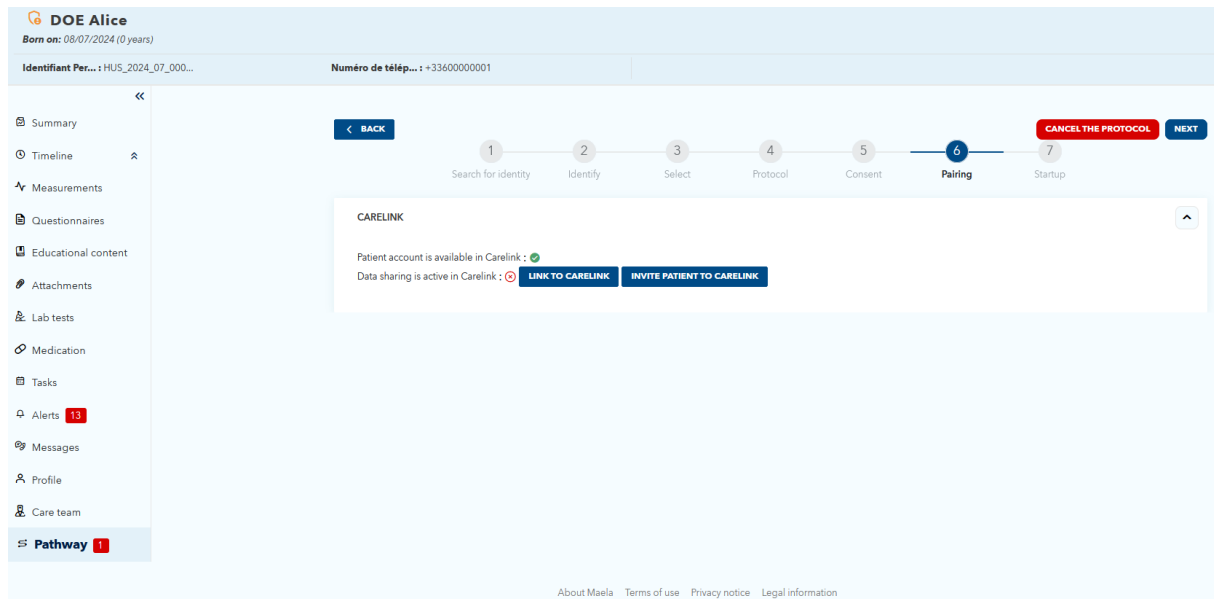 DOE Alice
Born on: 08/07/2024 (0 years)
Identifiant Per... : HUS_2024_07_000...
Numéro de télép... : +33600000001
Summary
Timeline
Measurements
Questionnaires
Educational content
Attachments
Lab tests
Medication
Tasks
Alerts 13
Messages
Profile
Care team
Pathway 1
BACK
CANCEL THE PROTOCOL
NEXT
1 2 3 4 5 6 7
Search for identity Identify Select Protocol Consent Pairing Startup
CARELINK
Patient account is available in Carelink :
Data sharing is active in Carelink : LINK TO CARELINK INVITE PATIENT TO CARELINK
About Maela Terms of use Privacy notice Legal information